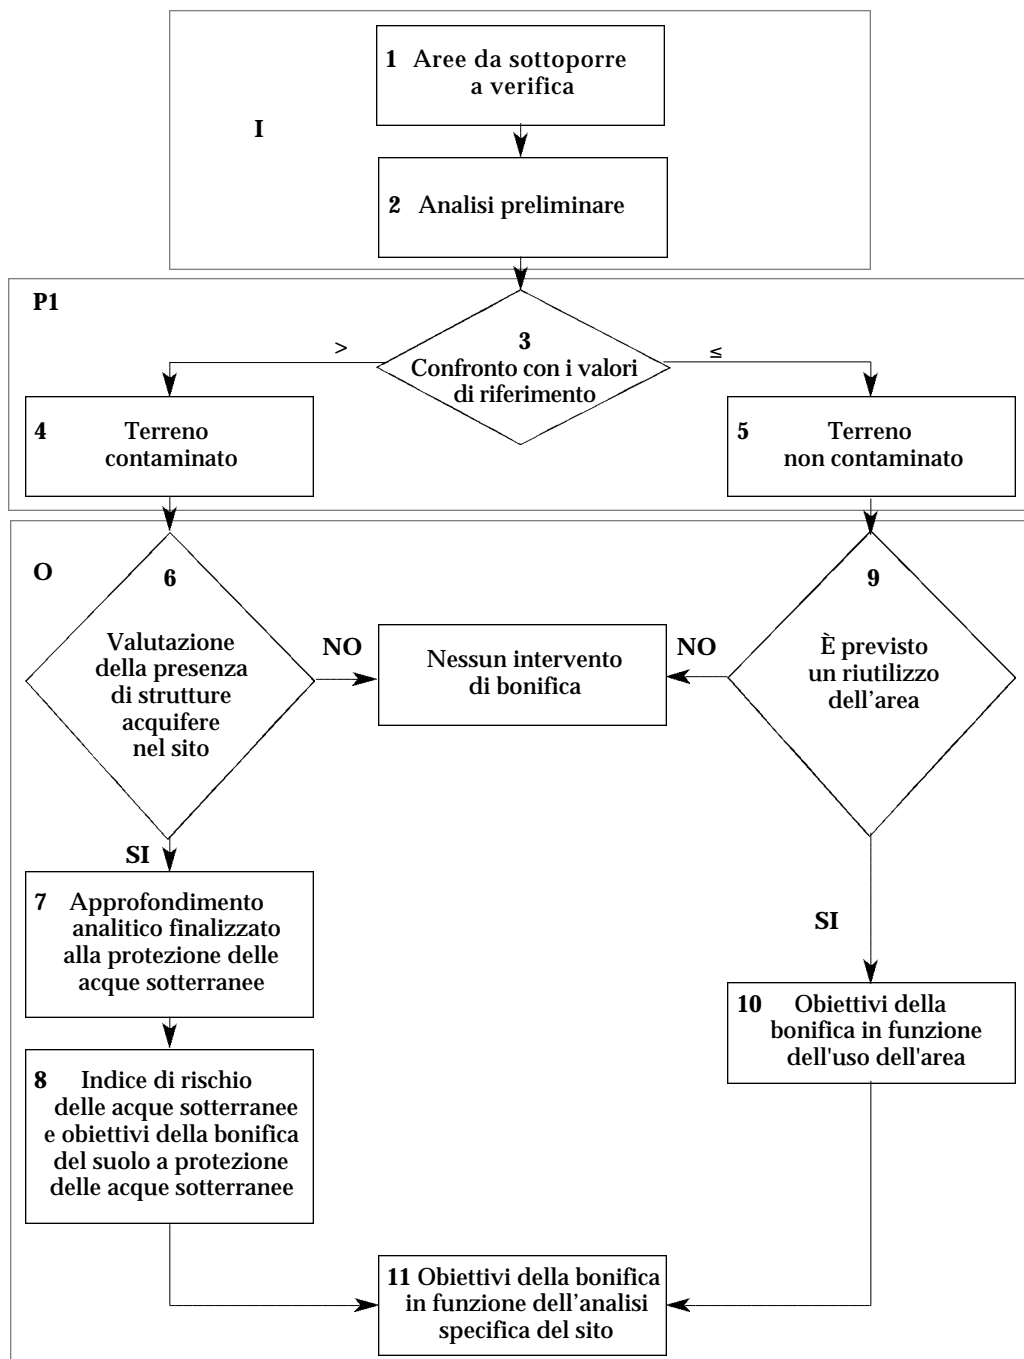 1 Aree da sottoporre
a verifica
I
2 Analisi preliminare
P1
3
Confronto con i valori
di riferimento
>
≤
4 Terreno
contaminato
5 Terreno
non contaminato
O
6
Valutazione
della presenza
di strutture
acquifere
nel sito
NO
Nessun intervento
di bonifica
NO
9
È previsto
un riutilizzo
dell'area
SI
7 Approfondimento
analitico finalizzato
alla protezione delle
acque sotterranee
SI
10 Obiettivi della
bonifica in funzione
dell'uso dell'area
8 Indice di rischio
delle acque sotterranee
e obiettivi della bonifica
del suolo a protezione
delle acque sotterranee
11 Obiettivi della bonifica
in funzione dell'analisi
specifica del sito